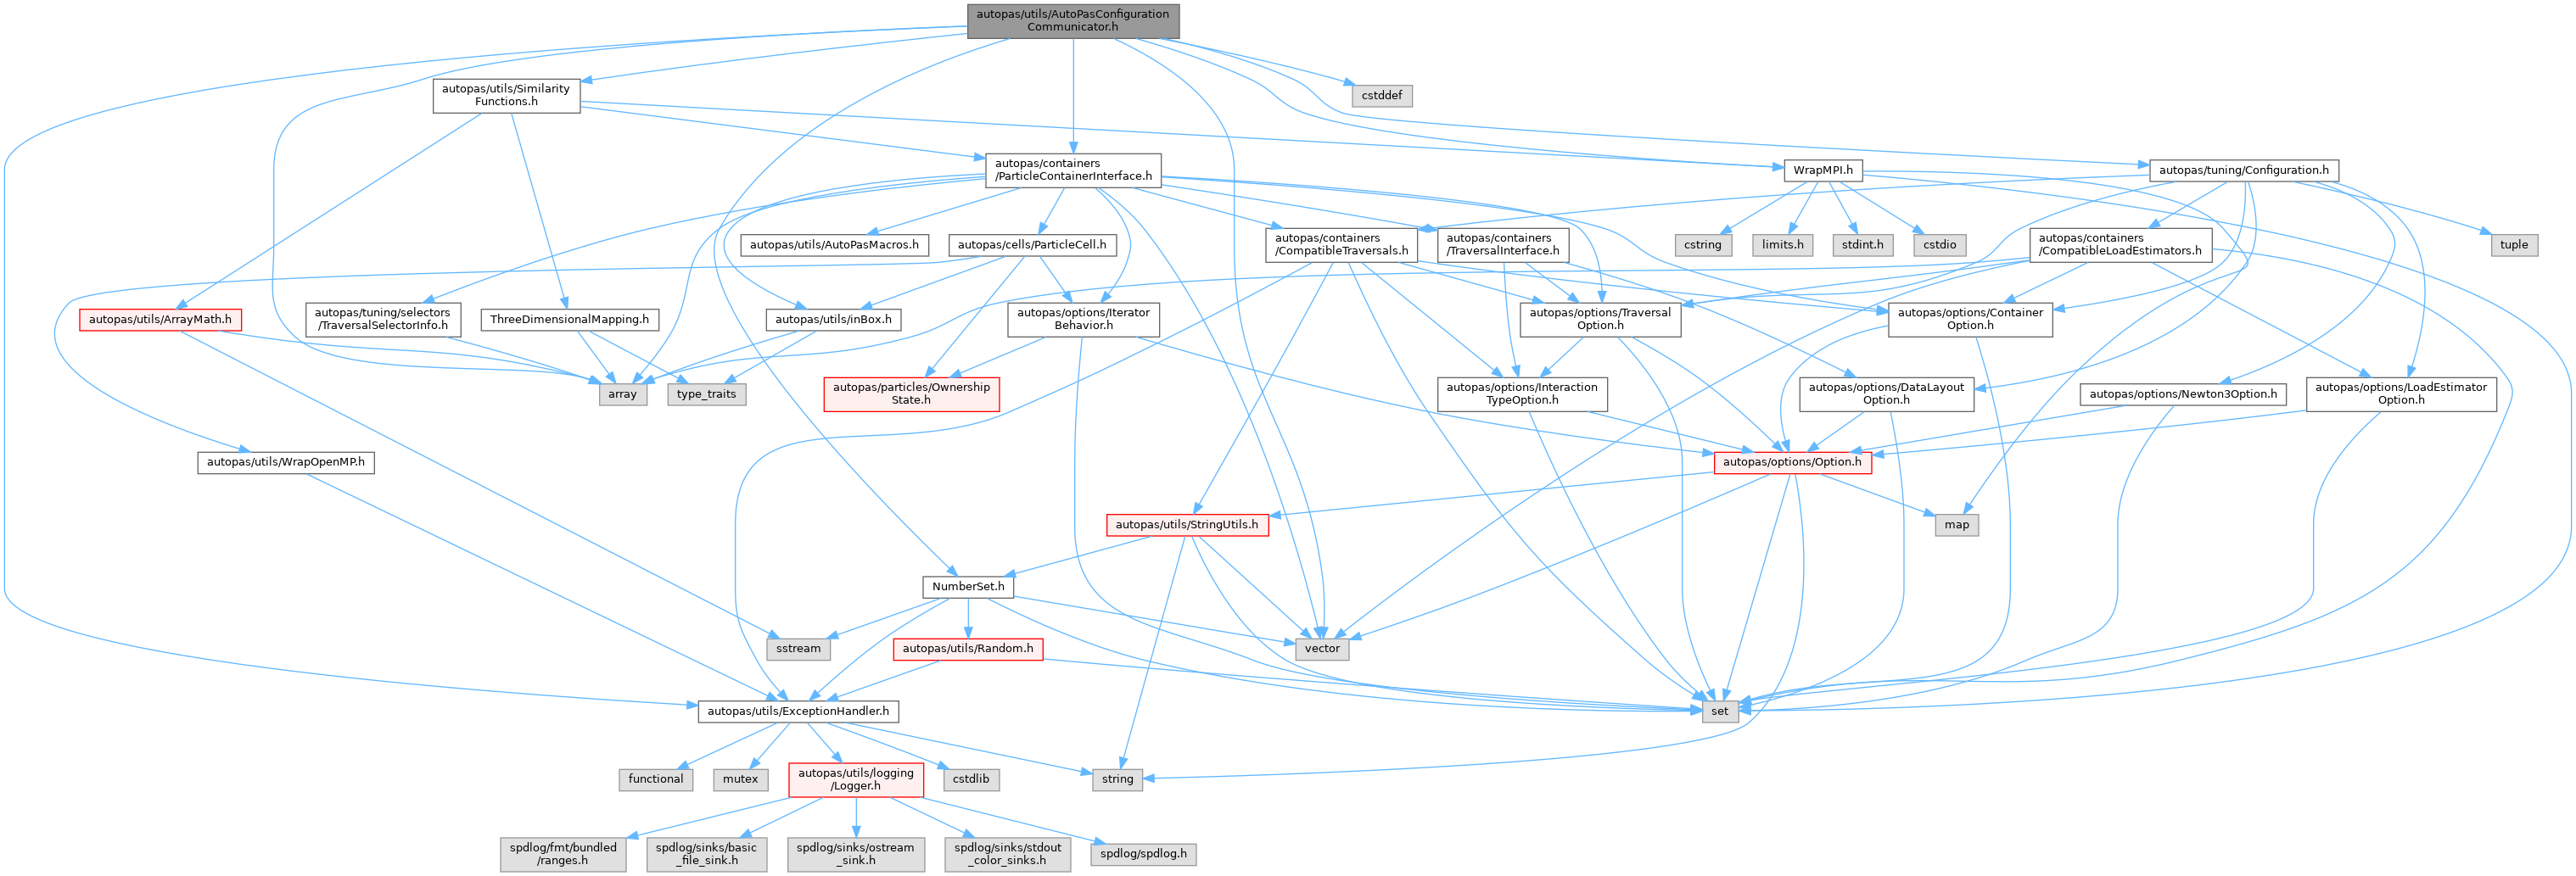 autopas/utils/AutoPasConfiguration
Communicator.h
autopas/utils/Similarity
Functions.h
cstddef
autopas/containers
/ParticleContainerInterface.h
WrapMPI.h
autopas/tuning/Configuration.h
autopas/utils/AutoPasMacros.h
autopas/cells/ParticleCell.h
autopas/containers
/CompatibleTraversals.h
autopas/containers
/TraversalInterface.h
cstring
limits.h
stdint.h
cstdio
autopas/containers
/CompatibleLoadEstimators.h
tuple
autopas/utils/ArrayMath.h
autopas/tuning/selectors
/TraversalSelectorInfo.h
ThreeDimensionalMapping.h
autopas/utils/inBox.h
autopas/options/Iterator
Behavior.h
autopas/options/Traversal
Option.h
autopas/options/Container
Option.h
array
type_traits
autopas/particles/Ownership
State.h
autopas/options/Interaction
TypeOption.h
autopas/options/DataLayout
Option.h
autopas/options/Newton3Option.h
autopas/options/LoadEstimator
Option.h
autopas/utils/WrapOpenMP.h
autopas/options/Option.h
autopas/utils/StringUtils.h
map
NumberSet.h
sstream
autopas/utils/Random.h
vector
autopas/utils/ExceptionHandler.h
set
functional
mutex
autopas/utils/logging
/Logger.h
cstdlib
string
spdlog/fmt/bundled
/ranges.h
spdlog/sinks/basic
_file_sink.h
spdlog/sinks/ostream
_sink.h
spdlog/sinks/stdout
_color_sinks.h
spdlog/spdlog.h